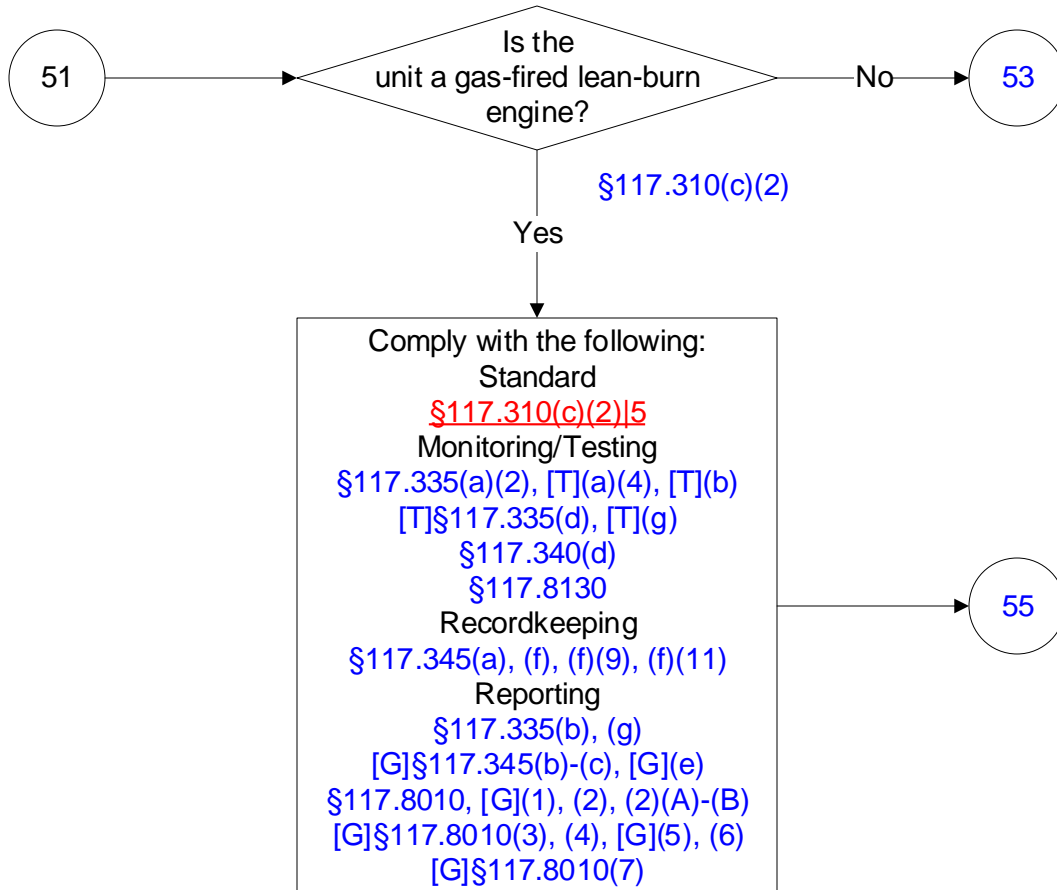 51
Is the
unit a gas-fired lean-burn
engine?
No
53
§117.310(c)(2)
Yes
Comply with the following:
Standard
§117.310(c)(2)|5
Monitoring/Testing
§117.335(a)(2), [T](a)(4), [T](b)
[T]§117.335(d), [T](g)
§117.340(d)
§117.8130
Recordkeeping
§117.345(a), (f), (f)(9), (f)(11)
Reporting
§117.335(b), (g)
[G]§117.345(b)-(c), [G](e)
§117.8010, [G](1), (2), (2)(A)-(B)
[G]§117.8010(3), (4), [G](5), (6)
[G]§117.8010(7)
55